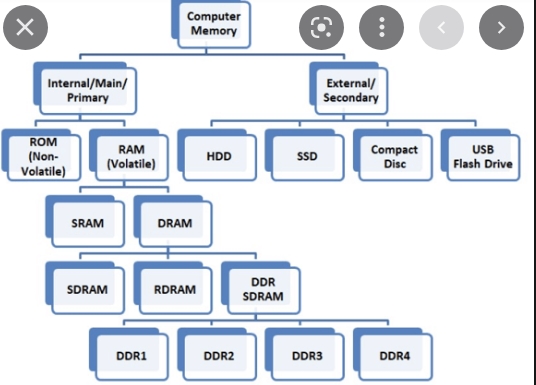 Computer
Memory
Internal/Main/
Primary
External/
Secondary
ROM
(Non-
Volatile)
RAM
(Volatile)
HDD
SSD
Compact
Disc
USB
Flash Drive
SRAM
DRAM
SDRAM
RDRAM
DDR
SDRAM
DDR1
DDR2
DDR3
DDR4